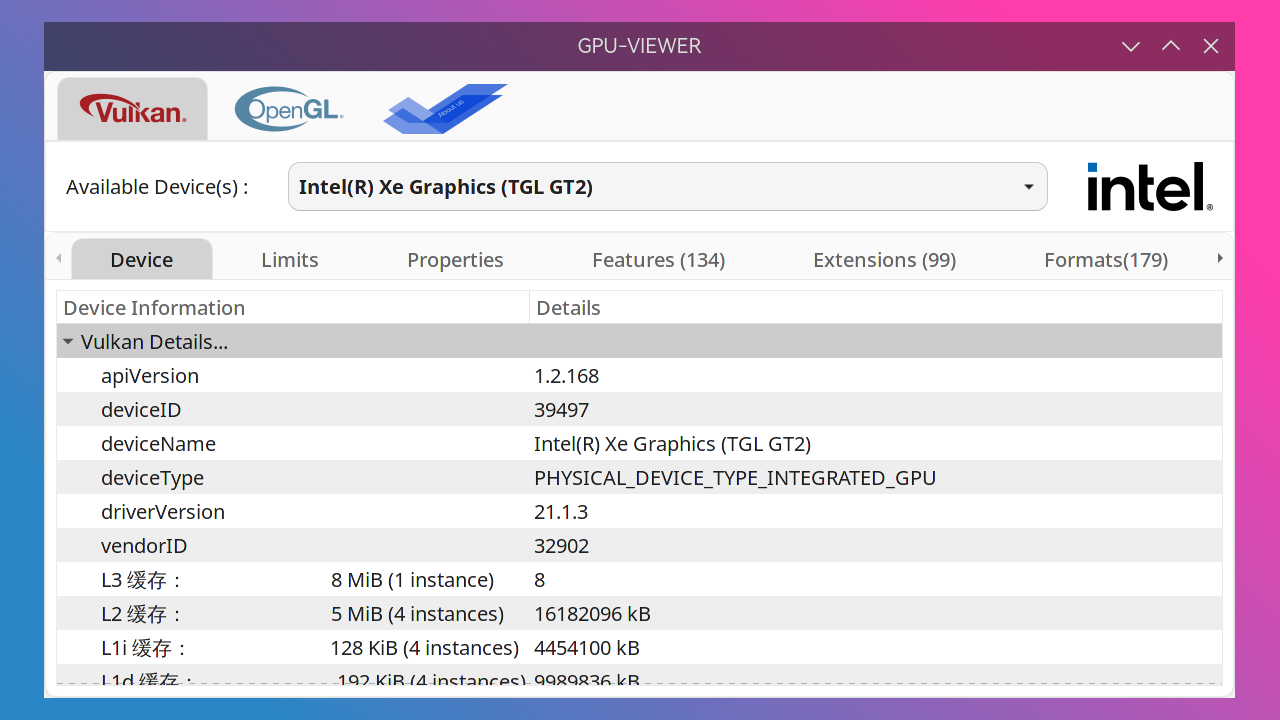 GPU-VIEWER
Vulkan®
OpenGL®
About us
Available Device(s) :
Intel(R) Xe Graphics (TGL GT2)
intel®
Device Limits Properties Features (134) Extensions (99) Formats(179)
Device Information Details
Vulkan Details...
apiVersion 1.2.168
deviceID 39497
deviceName Intel(R) Xe Graphics (TGL GT2)
deviceType PHYSICAL_DEVICE_TYPE_INTEGRATED_GPU
driverVersion 21.1.3
vendorID 32902
L3 缓存： 8 MiB (1 instance) 8
L2 缓存： 5 MiB (4 instances) 16182096 kB
L1i 缓存： 128 KiB (4 instances) 4454100 kB
L1d 缓存： 192 KiB (4 instances) 9989836 kB